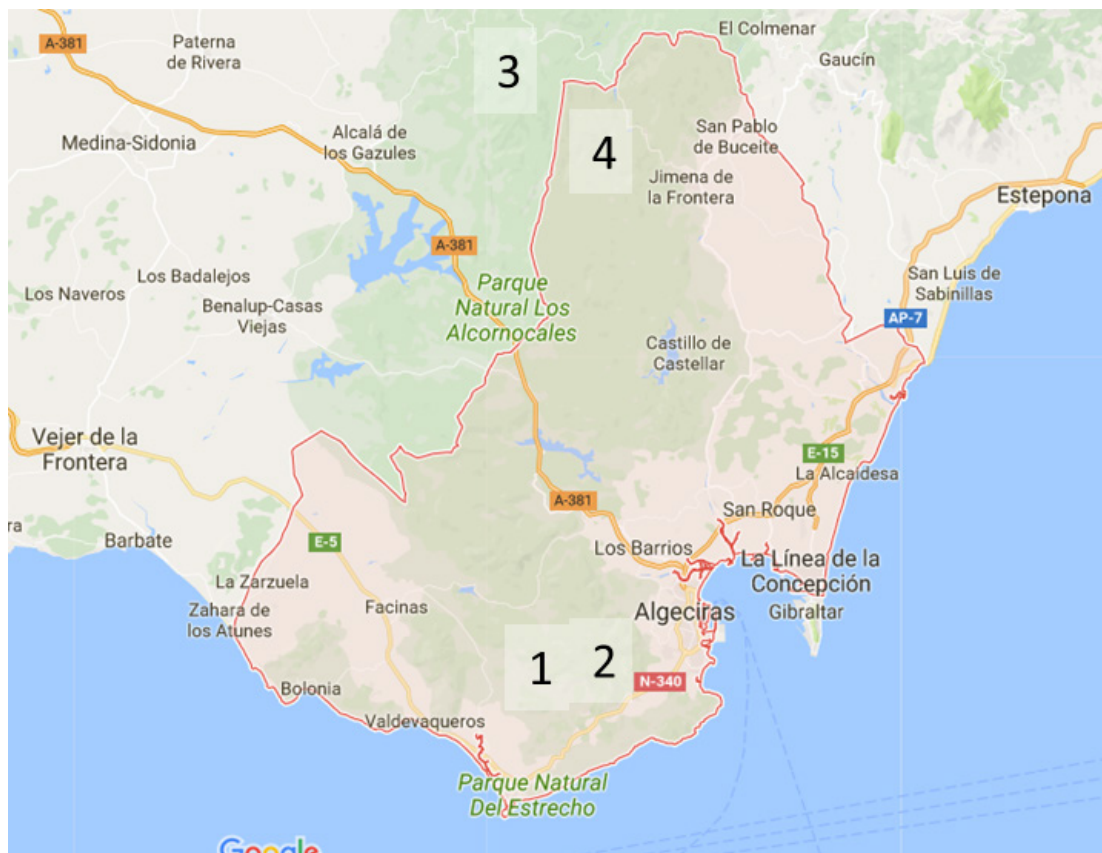 El Colmenar
A-381
Paterna
de Rivera
Gaucín
3
Alcalá de
los Gazules
Medina-Sidonia
4
San Pablo
de Buceite
Jimena de
la Frontera
Estepona
A-381
Los Badalejos
Los Naveros
Benalup-Casas
Viejas
Parque
Natural Los
Alcornocales
San Luis de
Sabinillas
AP-7
Castillo de
Castellar
Vejer de la
Frontera
E-15
La Alcaidesa
A-381
San Roque
ra
Barbate
E-5
Los Barrios
La Línea de la
Concepción
La Zarzuela
Zahara de
los Atunes
Facinas
Algeciras
Gibraltar
1
2
N-340
Bolonia
Valdevaqueros
Parque Natural
Del Estrecho
Google